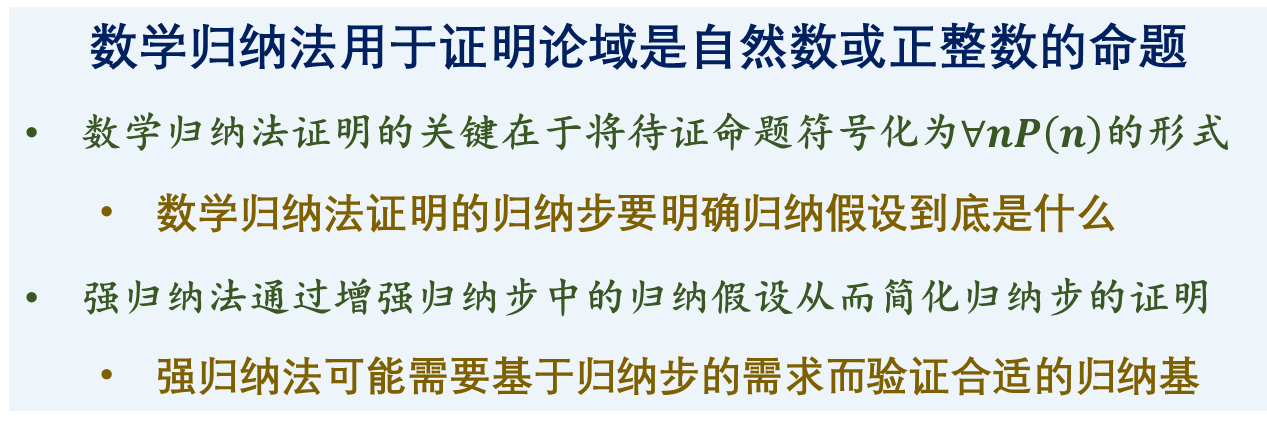 数学归纳法用于证明论域是自然数或正整数的命题
• 数学归纳法证明的关键在于将待证命题符号化为∀nP(n)的形式
• 数学归纳法证明的归纳步要明确归纳假设到底是什么
• 强归纳法通过增强归纳步中的归纳假设从而简化归纳步的证明
• 强归纳法可能需要基于归纳步的需求而验证合适的归纳基